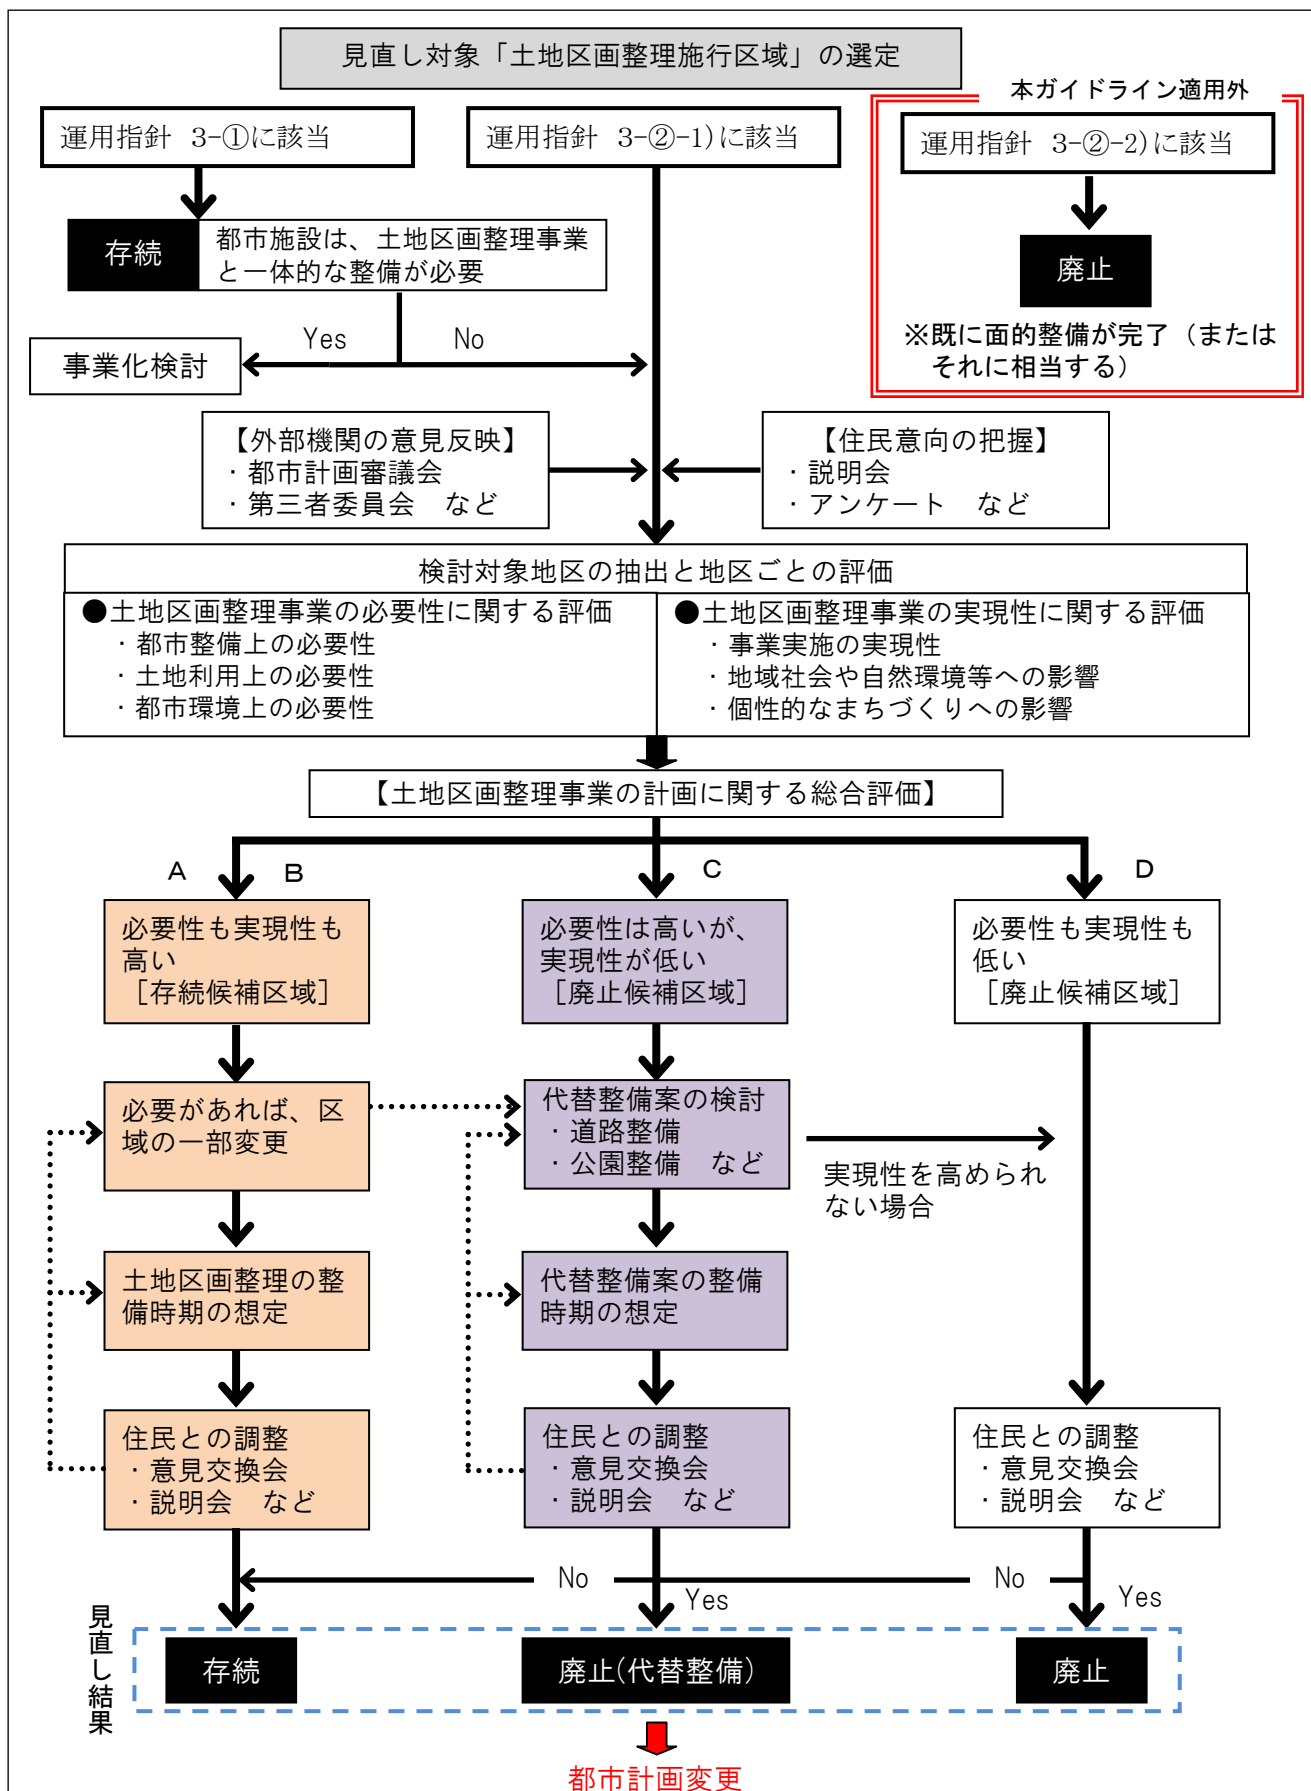 見直し対象「土地区画整理施行区域」の選定
本ガイドライン適用外
運用指針 3-①に該当
運用指針 3-②-1)に該当
運用指針 3-②-2)に該当
存続
都市施設は、土地区画整理事業
と一体的な整備が必要
廃止
※既に面的整備が完了（または
それに相当する）
Yes
No
事業化検討
【外部機関の意見反映】
・都市計画審議会
・第三者委員会　など
【住民意向の把握】
・説明会
・アンケート　など
検討対象地区の抽出と地区ごとの評価
●土地区画整理事業の必要性に関する評価
・都市整備上の必要性
・土地利用上の必要性
・都市環境上の必要性
●土地区画整理事業の実現性に関する評価
・事業実施の実現性
・地域社会や自然環境等への影響
・個性的なまちづくりへの影響
【土地区画整理事業の計画に関する総合評価】
A
B
C
D
必要性も実現性も
高い
［存続候補区域］
必要性は高いが、
実現性が低い
［廃止候補区域］
必要性も実現性も
低い
［廃止候補区域］
必要があれば、区
域の一部変更
代替整備案の検討
・道路整備
・公園整備　など
実現性を高められ
ない場合
土地区画整理の整
備時期の想定
代替整備案の整備
時期の想定
住民との調整
・意見交換会
・説明会　など
住民との調整
・意見交換会
・説明会　など
住民との調整
・意見交換会
・説明会　など
No
Yes
No
Yes
見直し結果
存続
廃止(代替整備)
廃止
都市計画変更